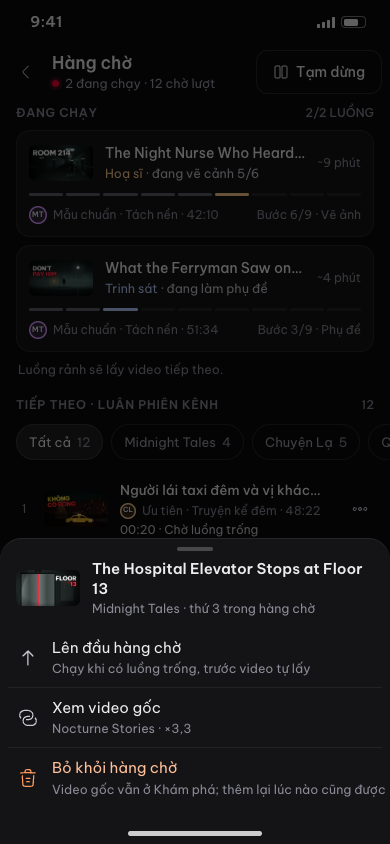 9:41
Hàng chờ
2 đang chạy · 12 chờ lượt
Tạm dừng
ĐANG CHẠY
2/2 LUỒNG
ROOM 214
The Night Nurse Who Heard...
~9 phút
Hoạ sĩ · đang vẽ cảnh 5/6
MT Mẫu chuẩn · Tách nền · 42:10
Bước 6/9 · Vẽ ảnh
DON'T
PAY HIM
What the Ferryman Saw on...
~4 phút
Trinh sát · đang làm phụ đề
MT Mẫu chuẩn · Tách nền · 51:34
Bước 3/9 · Phụ đề
Luồng rảnh sẽ lấy video tiếp theo.
TIẾP THEO · LUÂN PHIÊN KÊNH
12
Tất cả 12
Midnight Tales 4
Chuyện Lạ 5
1
KHÔNG
CÓ BÓNG
Người lái taxi đêm và vị khác...
CL Ưu tiên · Truyện kể đêm · 48:22
00:20 · Chờ luồng trống
FLOOR
13
The Hospital Elevator Stops at Floor
13
Midnight Tales · thứ 3 trong hàng chờ
Lên đầu hàng chờ
Chạy khi có luồng trống, trước video tự lấy
Xem video gốc
Nocturne Stories · ×3,3
Bỏ khỏi hàng chờ
Video gốc vẫn ở Khám phá; thêm lại lúc nào cũng được